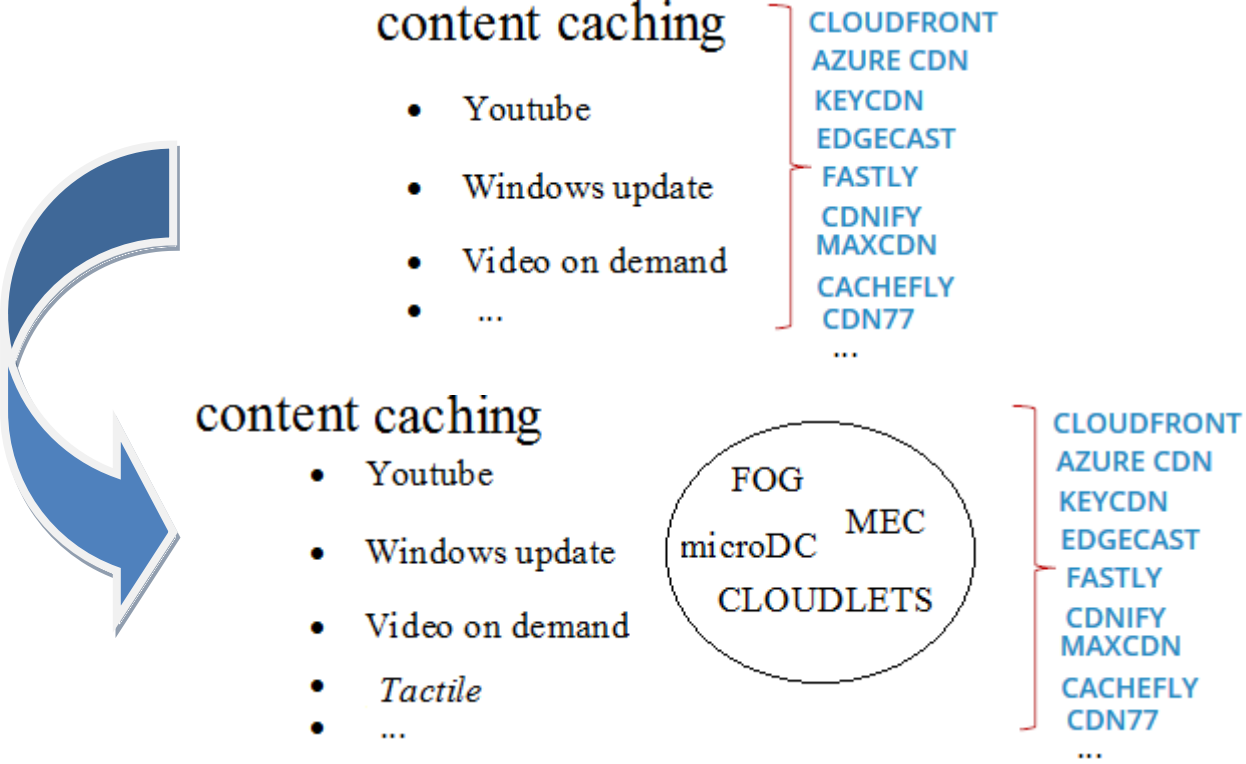 content caching
• Youtube
• Windows update
• Video on demand
• ...
CLOUDFRONT
AZURE CDN
KEYCDN
EDGECAST
FASTLY
CDNIFY
MAXCDN
CACHEFLY
CDN77
...
content caching
• Youtube
• Windows update
• Video on demand
• Tactile
• ...
FOG
MEC
microDC
CLOUDLETS
CLOUDFRONT
AZURE CDN
KEYCDN
EDGECAST
FASTLY
CDNIFY
MAXCDN
CACHEFLY
CDN77
...